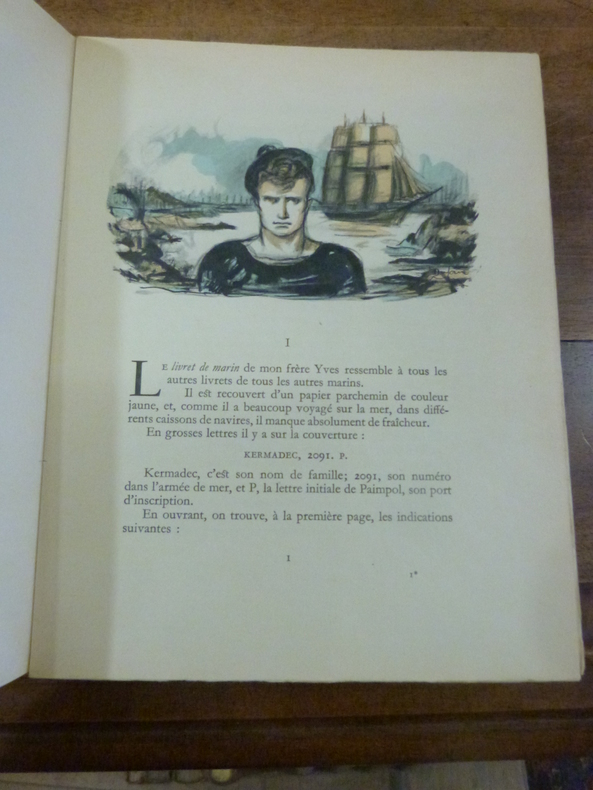 I
LE livret de marin de mon frère Yves ressemble à tous les
autres livrets de tous les autres marins.
Il est recouvert d'un papier parchemin de couleur
jaune, et, comme il a beaucoup voyagé sur la mer, dans diffé-
rents caissons de navires, il manque absolument de fraîcheur.
En grosses lettres il y a sur la couverture :
KERMADEC, 2091. P.
Kermadec, c'est son nom de famille; 2091, son numéro
dans l'armée de mer, et P, la lettre initiale de Paimpol, son port
d'inscription.
En ouvrant, on trouve, à la première page, les indications
suivantes :
1
1*